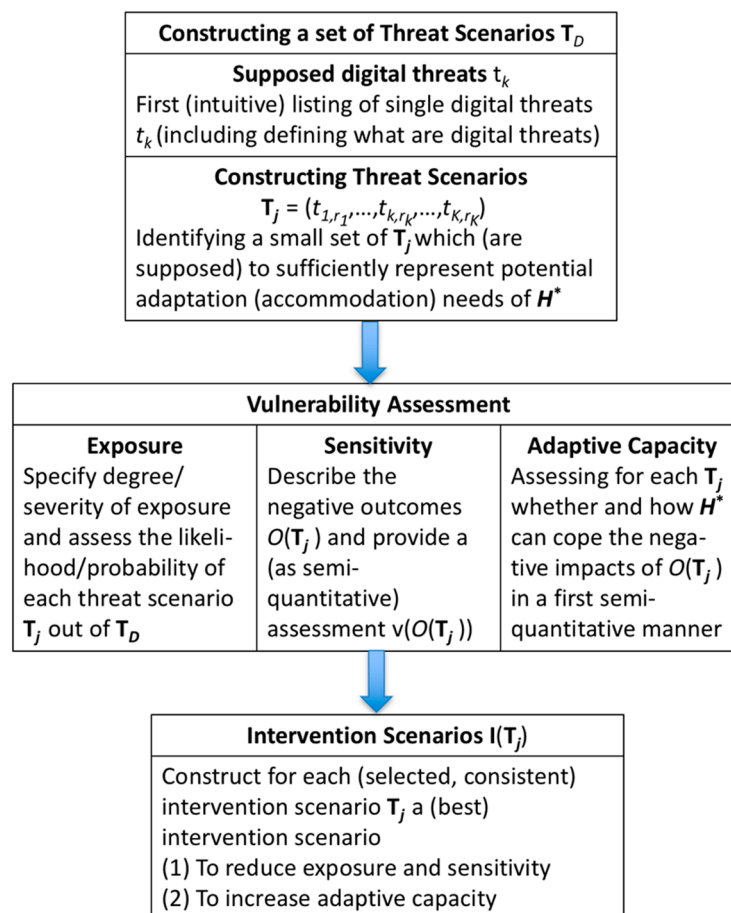 Constructing a set of Threat Scenarios T_D
Supposed digital threats t_k
First (intuitive) listing of single digital threats
t_k (including defining what are digital threats)
Constructing Threat Scenarios
T_j = (t_{1,r_1},...,t_{k,r_K},...,t_{K,r_K})
Identifying a small set of T_j which (are
supposed) to sufficiently represent potential
adaptation (accommodation) needs of H*
Vulnerability Assessment
Exposure
Specify degree/
severity of exposure
and assess the likeli-
hood/probability of
each threat scenario
T_j out of T_D
Sensitivity
Describe the
negative outcomes
O(T_j ) and provide a
(as semi-
quantitative)
assessment v(O(T_j ))
Adaptive Capacity
Assessing for each T_j
whether and how H*
can cope the nega-
tive impacts of O(T_j )
in a first semi-
quantitative manner
Intervention Scenarios I(T_j)
Construct for each (selected, consistent)
intervention scenario T_j a (best)
intervention scenario
(1) To reduce exposure and sensitivity
(2) To increase adaptive capacity